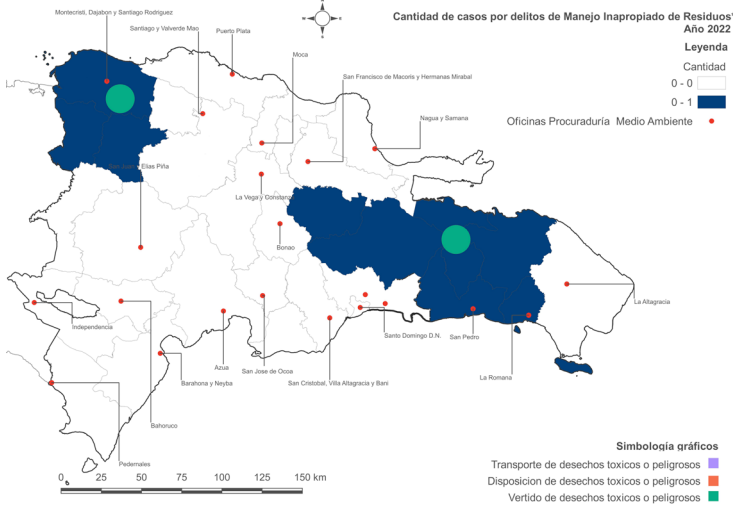 Cantidad de casos por delitos de Manejo Inapropiado de Residuos
Año 2022
Leyenda
Cantidad
0 - 0
0 - 1
Oficinas Procuraduría Medio Ambiente
Montecristi, Dajabon y Santiago Rodriguez
Santiago y Valverde Mao
Puerto Plata
Moca
San Francisco de Macoris y Hermanas Mirabal
Nagua y Samana
Elias Piña
La Vega y Constanza
Bonao
Independencia
La Altagracia
Santo Domingo D.N.
San Pedro
Azua
San Jose de Ocoa
La Romana
Barahona y Neyba
San Cristobal, Villa Altagracia y Bani
Bahoruco
Pedernales
0 25 50 75 100 125 150 km
Simbología gráficos
Transporte de desechos toxicos o peligrosos
Disposicion de desechos toxicos o peligrosos
Vertido de desechos toxicos o peligrosos